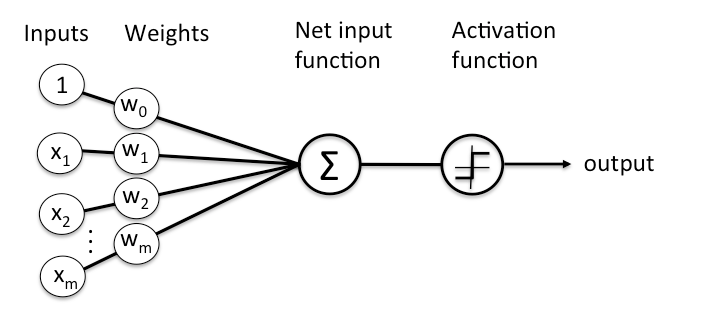 Inputs Weights Net input function Activation function
1 w0
x1 w1
x2 w2
⋮ wm
xm
Σ
output